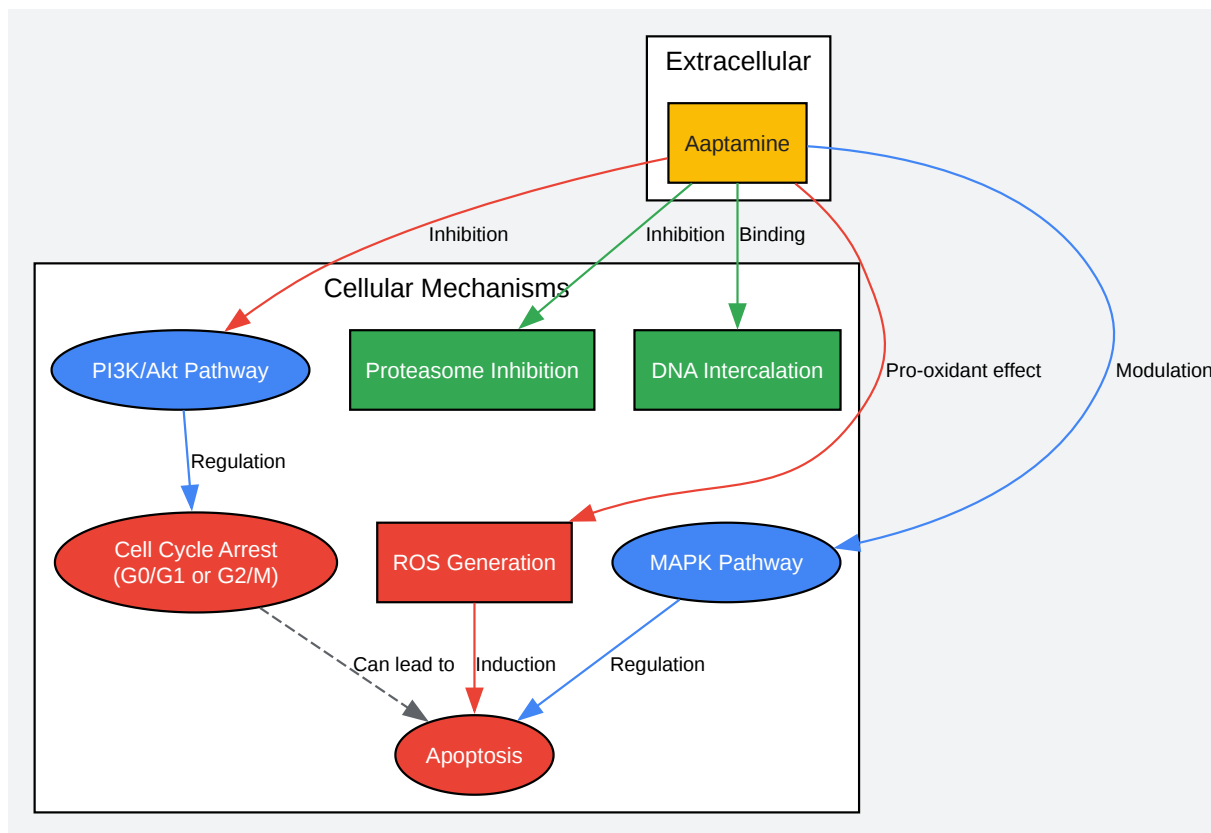 Extracellular
Aaptamine
Inhibition
Inhibition
Binding
Cellular Mechanisms
PI3K/Akt Pathway
Proteasome Inhibition
DNA Intercalation
Pro-oxidant effect
Modulation
Regulation
Cell Cycle Arrest
(G0/G1 or G2/M)
ROS Generation
MAPK Pathway
Can lead to
Induction
Regulation
Apoptosis